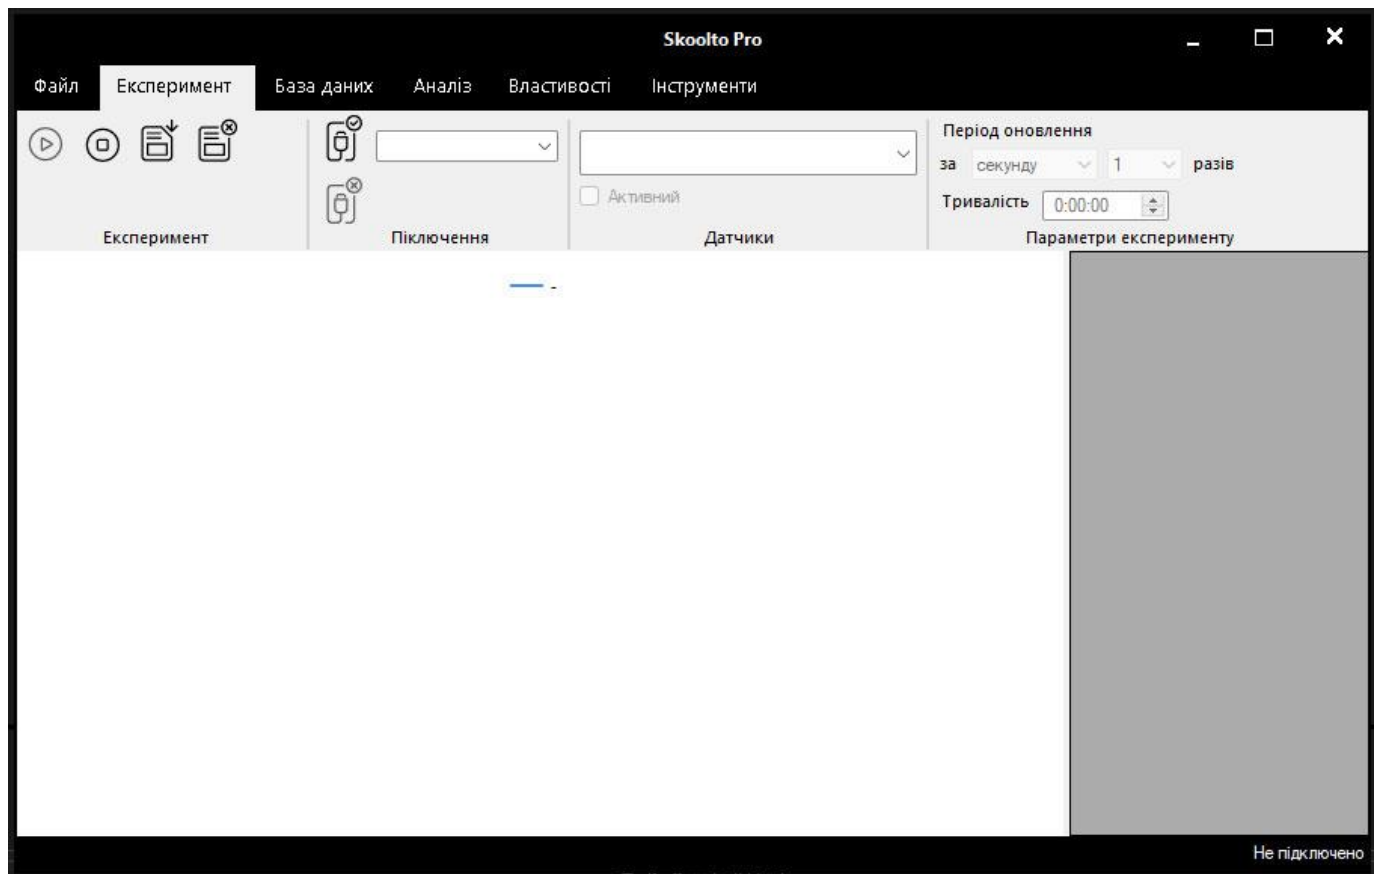 Skoolto Pro
Файл Експеримент База даних Аналіз Властивості Інструменти
Період оновлення
за секунду 1 разів
Активний
Тривалість 0:00:00
Експеримент Піключення Датчики Параметри експерименту
-
Не підключено